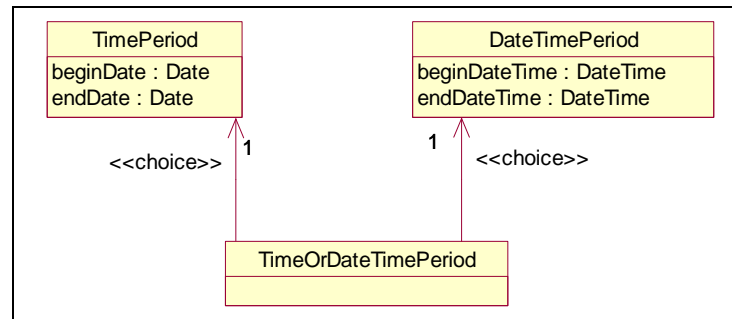 TimePeriod
beginDate : Date
endDate : Date
DateTimePeriod
beginDateTime : DateTime
endDateTime : DateTime
1
<<choice>>
1
<<choice>>
TimeOrDateTimePeriod